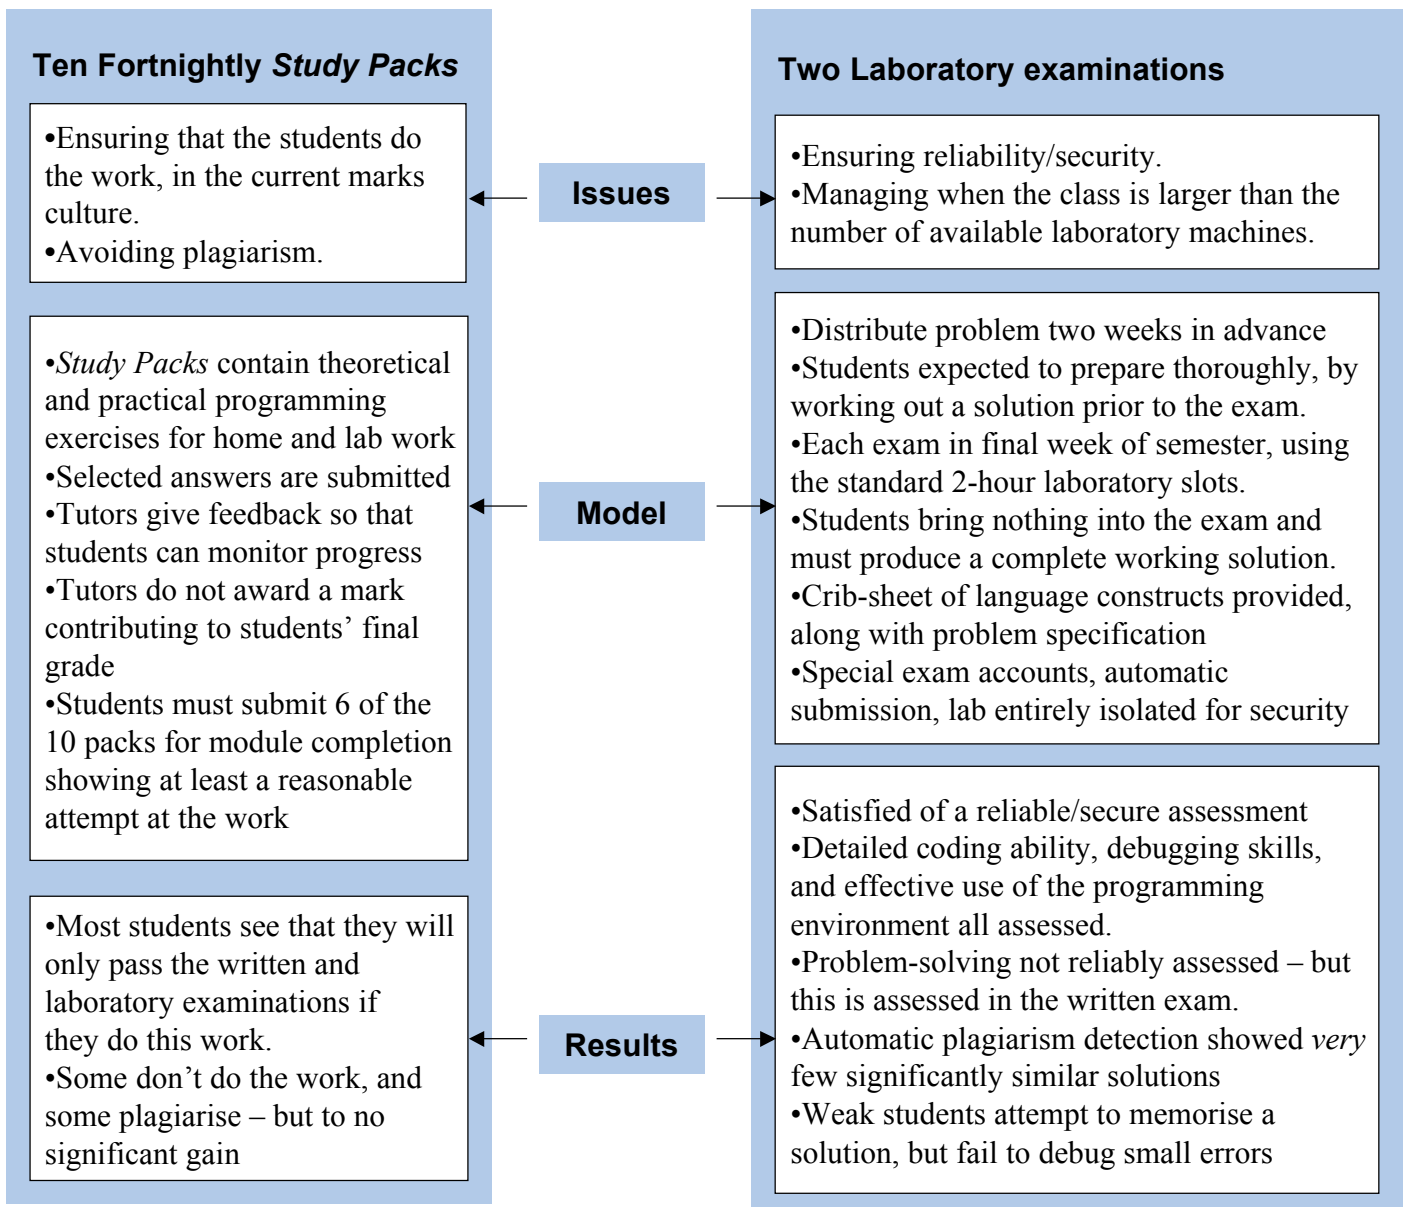 Ten Fortnightly Study Packs
•Ensuring that the students do
the work, in the current marks
culture.
•Avoiding plagiarism.
•Study Packs contain theoretical
and practical programming
exercises for home and lab work
•Selected answers are submitted
•Tutors give feedback so that
students can monitor progress
•Tutors do not award a mark
contributing to students’ final
grade
•Students must submit 6 of the
10 packs for module completion
showing at least a reasonable
attempt at the work
•Most students see that they will
only pass the written and
laboratory examinations if
they do this work.
•Some don’t do the work, and
some plagiarise – but to no
significant gain
Issues
Model
Results
Two Laboratory examinations
•Ensuring reliability/security.
•Managing when the class is larger than the
number of available laboratory machines.
•Distribute problem two weeks in advance
•Students expected to prepare thoroughly, by
working out a solution prior to the exam.
•Each exam in final week of semester, using
the standard 2-hour laboratory slots.
•Students bring nothing into the exam and
must produce a complete working solution.
•Crib-sheet of language constructs provided,
along with problem specification
•Special exam accounts, automatic
submission, lab entirely isolated for security
•Satisfied of a reliable/secure assessment
•Detailed coding ability, debugging skills,
and effective use of the programming
environment all assessed.
•Problem-solving not reliably assessed – but
this is assessed in the written exam.
•Automatic plagiarism detection showed very
few significantly similar solutions
•Weak students attempt to memorise a
solution, but fail to debug small errors